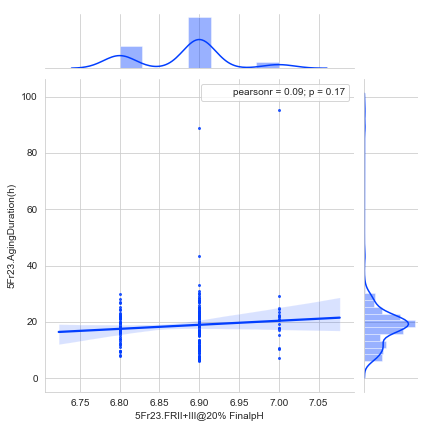 pearsonr = 0.09; p = 0.17
100
80
60
40
20
0
5Fr23.AgingDuration(h)
6.75 6.80 6.85 6.90 6.95 7.00 7.05
5Fr23.FRII+III@20% FinalpH